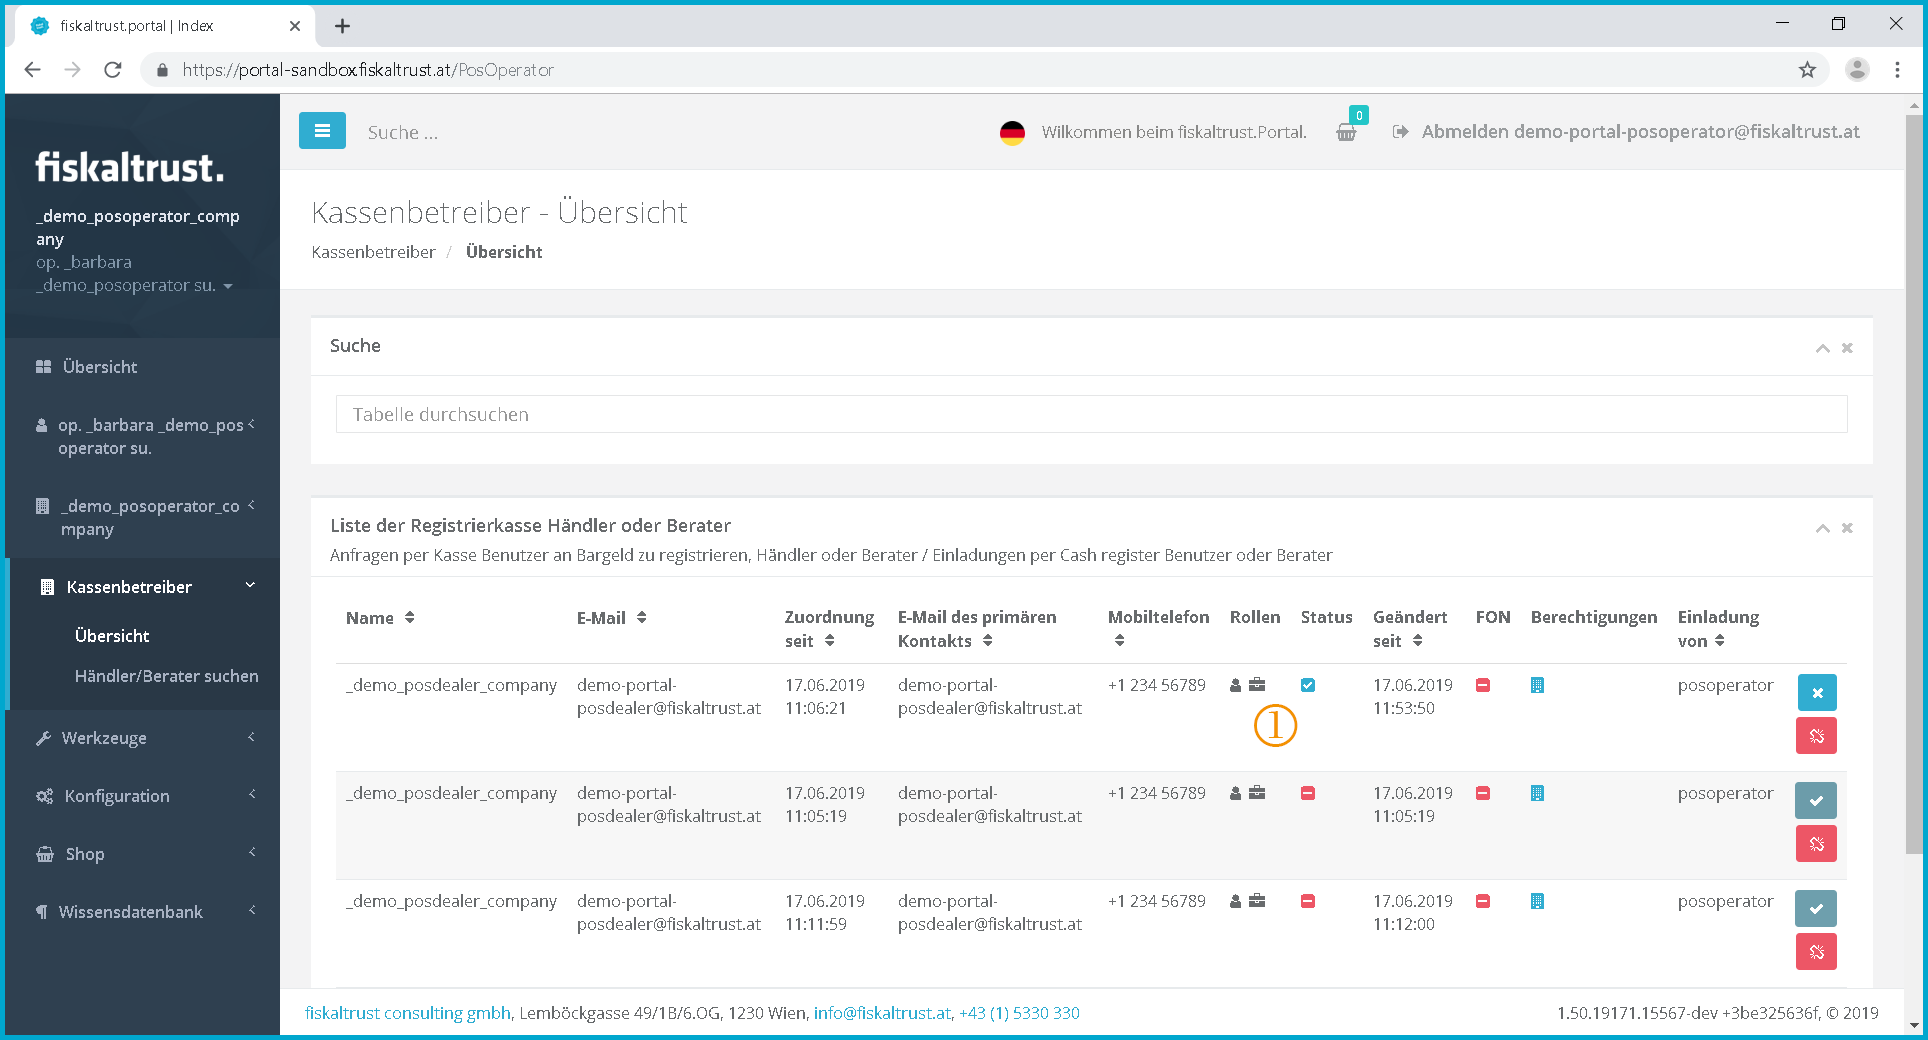 fiskaltrust.portal | Index
https://portal-sandbox.fiskaltrust.at/PosOperator
fiskaltrust.
_demo_posoperator_comp
any
op. _barbara
_demo_posoperator su.
Übersicht
op. _barbara _demo_pos
operator su.
_demo_posoperator_co
mpany
Kassenbetreiber
Übersicht
Händler/Berater suchen
Werkzeuge
Konfiguration
Shop
Wissensdatenbank
Suche ...
Wilkommen beim fiskaltrust.Portal.
0
Abmelden demo-portal-posoperator@fiskaltrust.at
Kassenbetreiber - Übersicht
Kassenbetreiber / Übersicht
Suche
Tabelle durchsuchen
Liste der Registrierkasse Händler oder Berater
Anfragen per Kasse Benutzer an Bargeld zu registrieren, Händler oder Berater / Einladungen per Cash register Benutzer oder Berater
Name E-Mail Zuordnung seit E-Mail des primären Kontakts Mobiltelefon Rollen Status Geändert seit FON Berechtigungen Einladung von
_demo_posdealer_company demo-portal- 17.06.2019 demo-portal- +1 234 56789 17.06.2019 posoperator
posdealer@fiskaltrust.at 11:06:21 posdealer@fiskaltrust.at 11:53:50
①
_demo_posdealer_company demo-portal- 17.06.2019 demo-portal- +1 234 56789 17.06.2019 posoperator
posdealer@fiskaltrust.at 11:05:19 posdealer@fiskaltrust.at 11:05:19
_demo_posdealer_company demo-portal- 17.06.2019 demo-portal- +1 234 56789 17.06.2019 posoperator
posdealer@fiskaltrust.at 11:11:59 posdealer@fiskaltrust.at 11:12:00
fiskaltrust consulting gmbh, Lemböckgasse 49/1B/6.OG, 1230 Wien, info@fiskaltrust.at, +43 (1) 5330 330
1.50.19171.15567-dev +3be325636f, © 2019